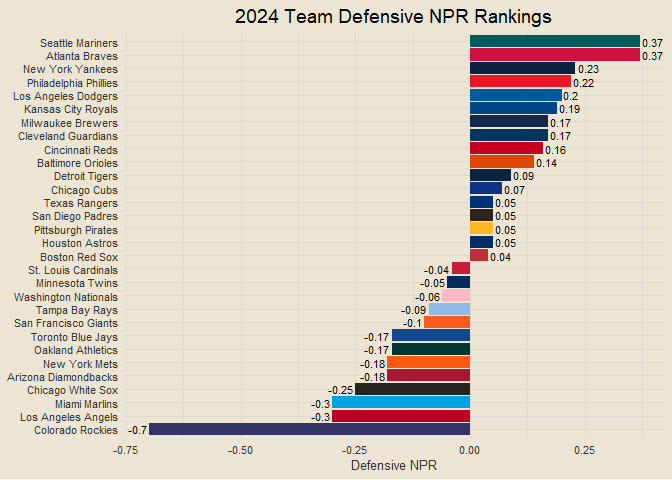 2024 Team Defensive NPR Rankings
Seattle Mariners 0.37
Atlanta Braves 0.37
New York Yankees 0.23
Philadelphia Phillies 0.22
Los Angeles Dodgers 0.2
Kansas City Royals 0.19
Milwaukee Brewers 0.17
Cleveland Guardians 0.17
Cincinnati Reds 0.16
Baltimore Orioles 0.14
Detroit Tigers 0.09
Chicago Cubs 0.07
Texas Rangers 0.05
San Diego Padres 0.05
Pittsburgh Pirates 0.05
Houston Astros 0.05
Boston Red Sox 0.04
St. Louis Cardinals -0.04
Minnesota Twins -0.05
Washington Nationals -0.06
Tampa Bay Rays -0.09
San Francisco Giants -0.1
Toronto Blue Jays -0.17
Oakland Athletics -0.17
New York Mets -0.18
Arizona Diamondbacks -0.18
Chicago White Sox -0.25
Miami Marlins -0.3
Los Angeles Angels -0.3
Colorado Rockies -0.7
-0.75 -0.50 -0.25 0.00 0.25
Defensive NPR